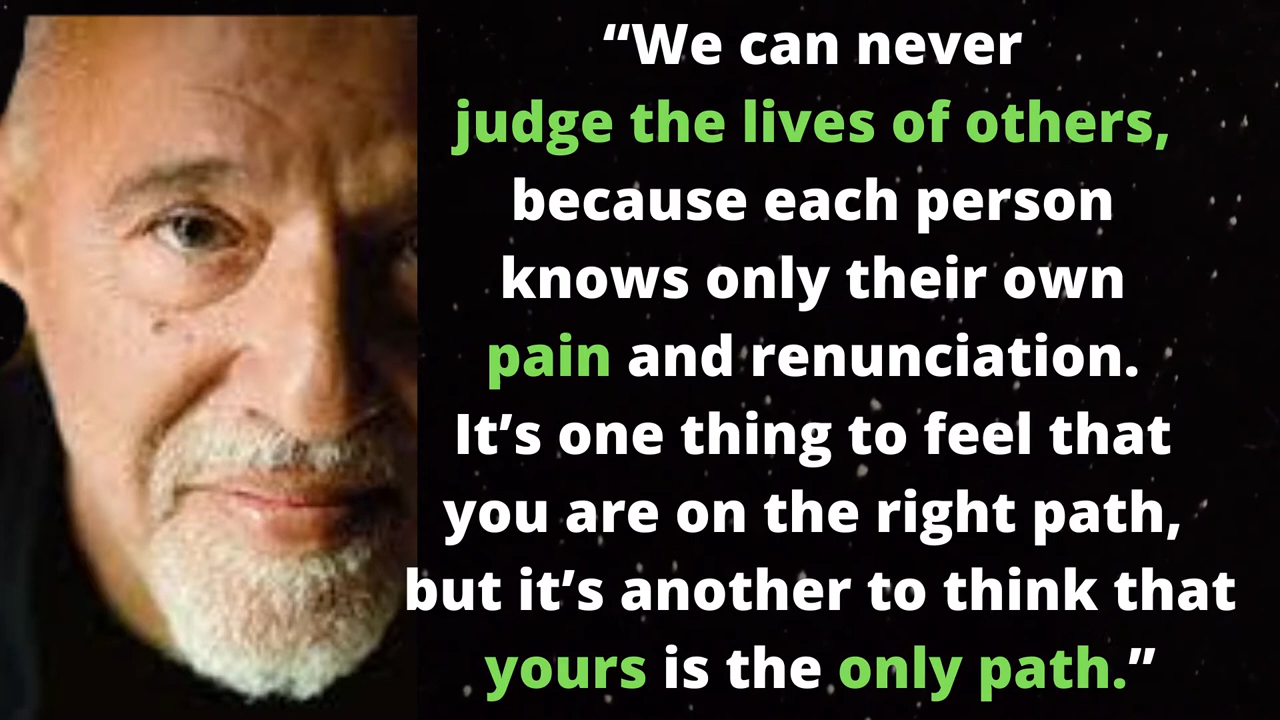 “We can never
judge the lives of others,
because each person
knows only their own
pain and renunciation.
It’s one thing to feel that
you are on the right path,
but it’s another to think that
yours is the only path.”